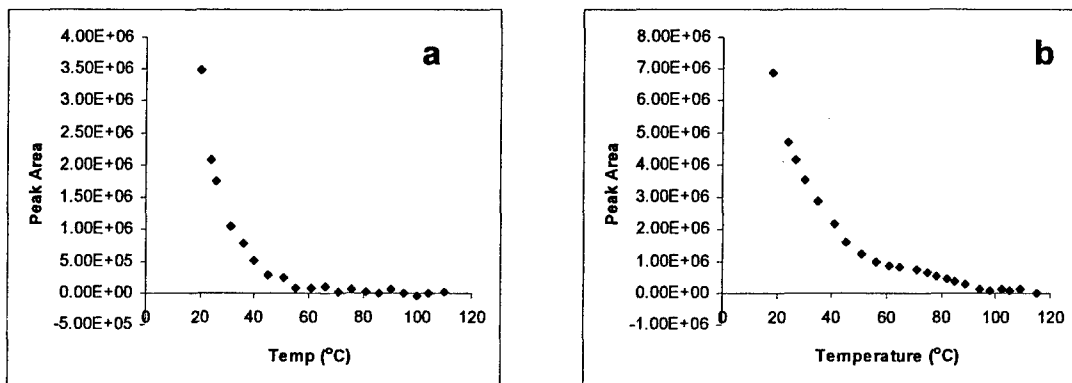 a
4.00E+06
3.50E+06
3.00E+06
2.50E+06
2.00E+06
1.50E+06
1.00E+06
5.00E+05
0.00E+00
-5.00E+05
0 20 40 60 80 100 120
Peak Area
Temp (°C)
b
8.00E+06
7.00E+06
6.00E+06
5.00E+06
4.00E+06
3.00E+06
2.00E+06
1.00E+06
0.00E+00
-1.00E+06
0 20 40 60 80 100 120
Peak Area
Temperature (°C)